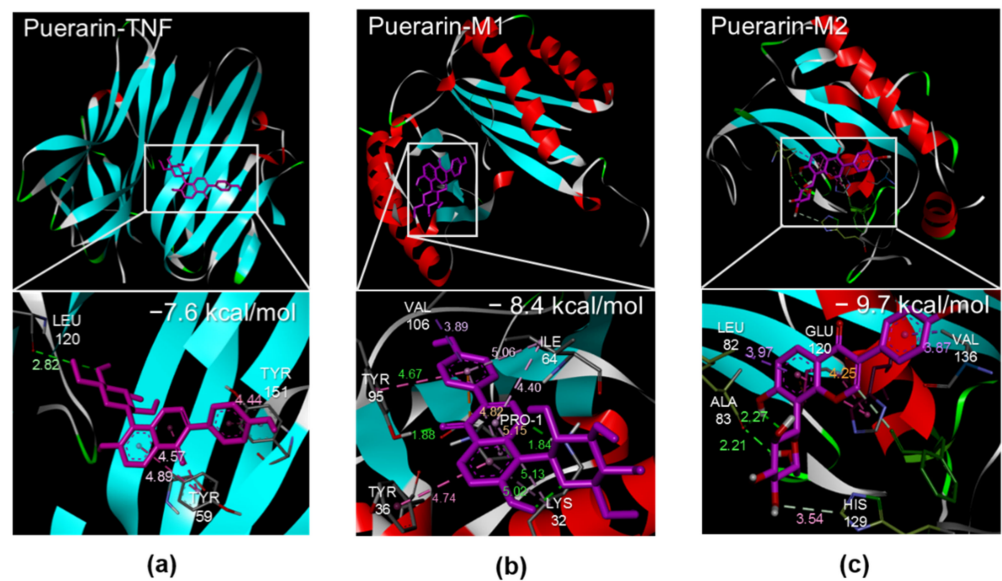 Puerarin-TNF
−7.6 kcal/mol
LEU
120
2.82
TYR
151
4.44
4.57
4.89
TYR
59
(a)
Puerarin-M1
− 8.4 kcal/mol
VAL
106
3.89
5.06
ILE
64
4.67
TYR
95
4.40
4.82
PRO-1
5.15
1.88
1.84
5.13
TYR
36
4.74
5.02
LYS
32
(b)
Puerarin-M2
− 9.7 kcal/mol
LEU
82
3.97
GLU
120
4.25
3.87
VAL
136
ALA
83
2.27
2.21
HIS
129
3.54
(c)